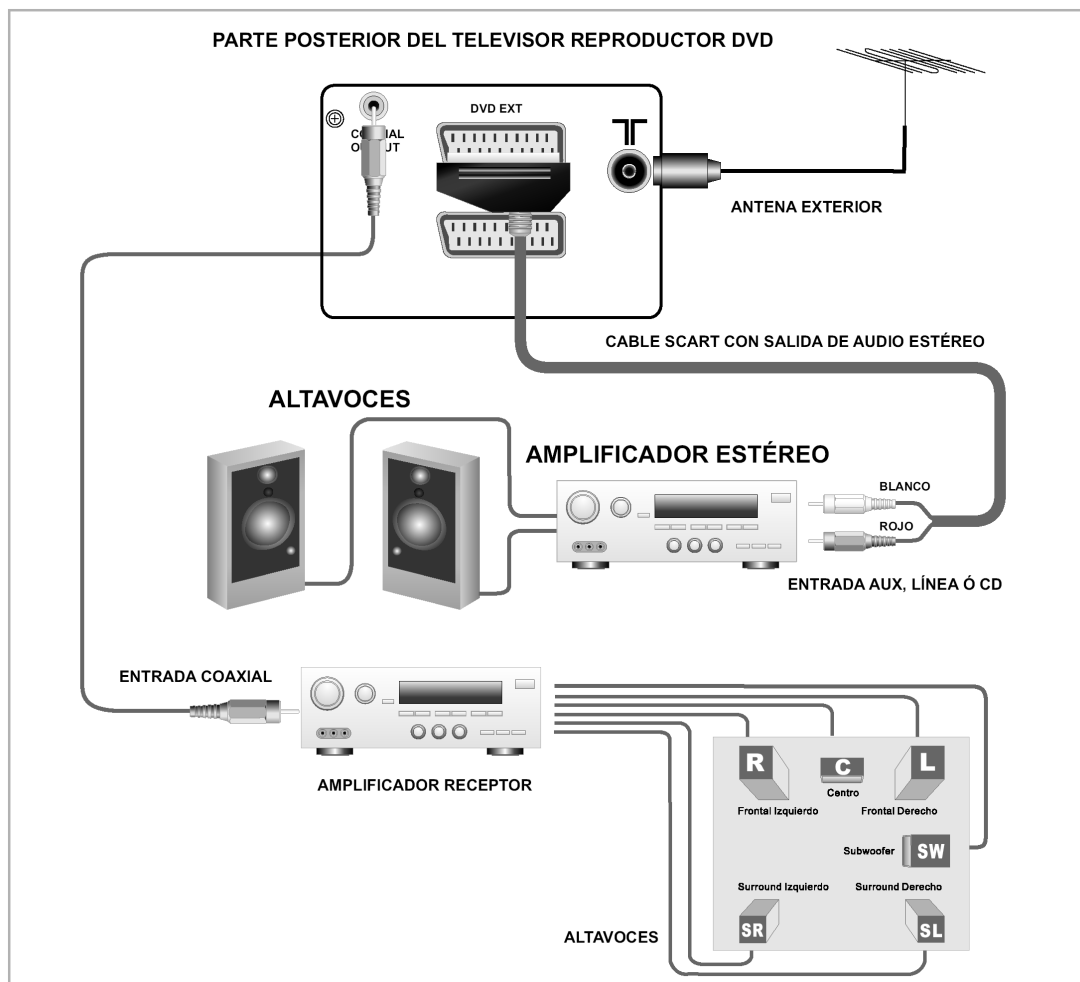 PARTE POSTERIOR DEL TELEVISOR REPRODUCTOR DVD
DVD EXT
ANTENA EXTERIOR
CABLE SCART CON SALIDA DE AUDIO ESTÉREO
ALTAVOCES
AMPLIFICADOR ESTÉREO
BLANCO
ROJO
ENTRADA AUX, LÍNEA Ó CD
ENTRADA COAXIAL
AMPLIFICADOR RECEPTOR
R
C
L
Centro
Frontal Izquierdo
Frontal Derecho
Subwoofer
SW
Surround Izquierdo
Surround Derecho
SR
SL
ALTAVOCES